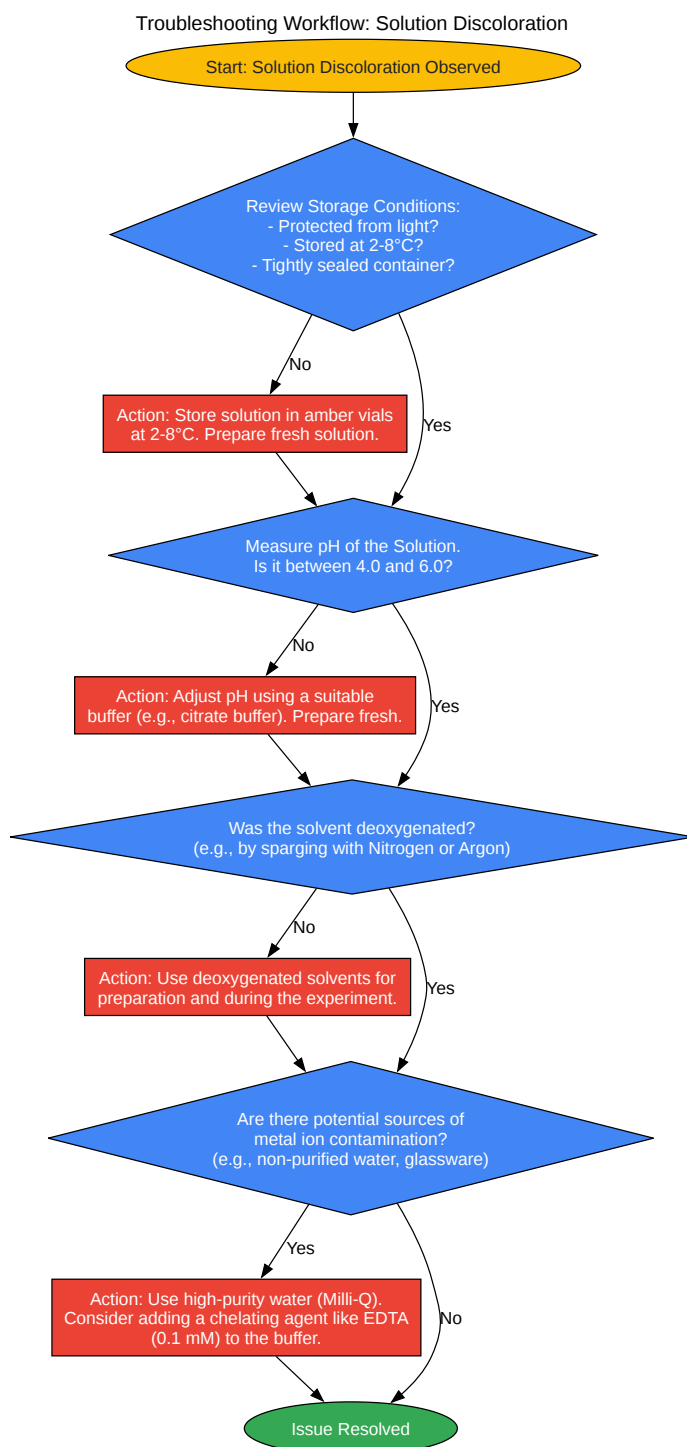 Troubleshooting Workflow: Solution Discoloration
Start: Solution Discoloration Observed
Review Storage Conditions:
- Protected from light?
- Stored at 2-8°C?
- Tightly sealed container?
No
Yes
Action: Store solution in amber vials
at 2-8°C. Prepare fresh solution.
Measure pH of the Solution.
Is it between 4.0 and 6.0?
No
Yes
Action: Adjust pH using a suitable
buffer (e.g., citrate buffer). Prepare fresh.
Was the solvent deoxygenated?
(e.g., by sparging with Nitrogen or Argon)
No
Yes
Action: Use deoxygenated solvents for
preparation and during the experiment.
Are there potential sources of
metal ion contamination?
(e.g., non-purified water, glassware)
Yes
No
Action: Use high-purity water (Milli-Q).
Consider adding a chelating agent like EDTA
(0.1 mM) to the buffer.
Issue Resolved